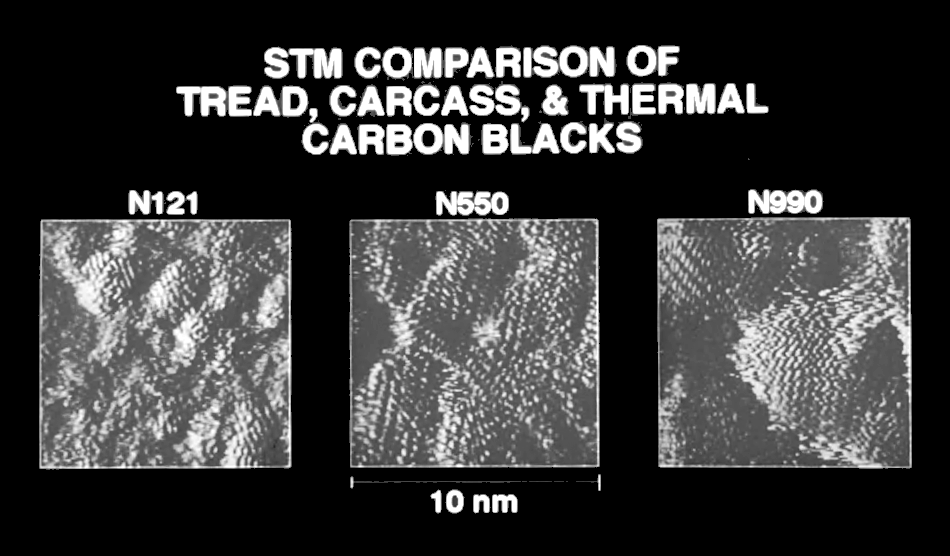 STM COMPARISON OF
TREAD, CARCASS, & THERMAL
CARBON BLACKS
N121
N550
N990
10 nm